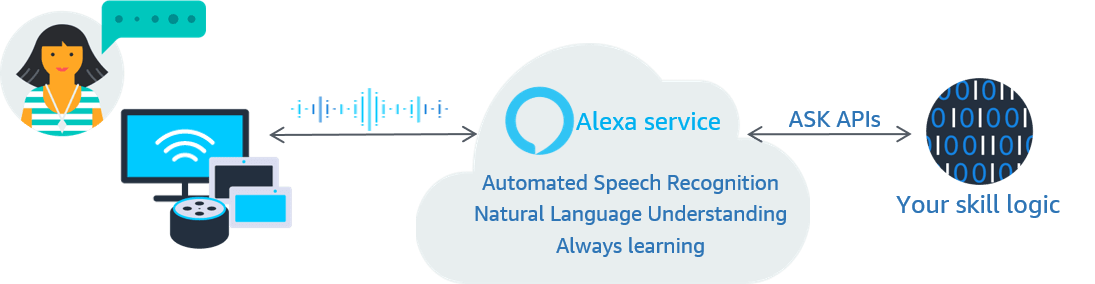 Alexa service
ASK APIs
Automated Speech Recognition
Natural Language Understanding
Always learning
Your skill logic